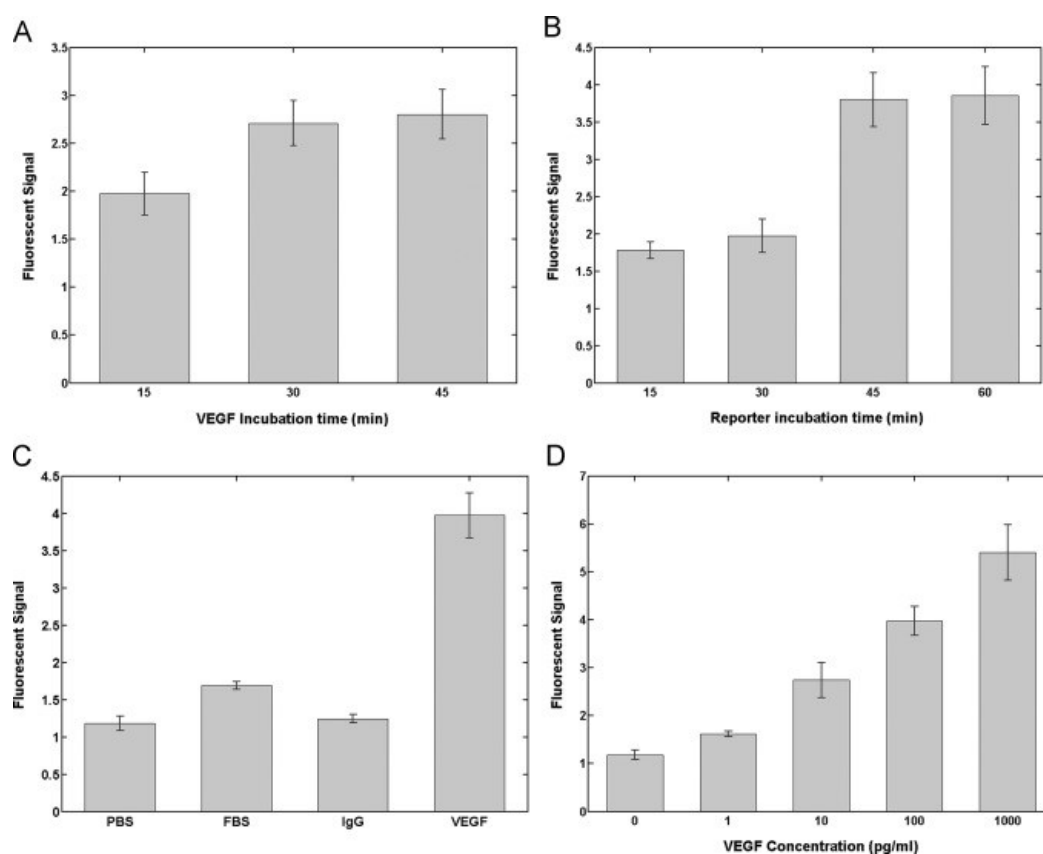 A
3.5
3
2.5
2
1.5
1
0.5
0
Fluorescent Signal
15 30 45
VEGF Incubation time (min)
B
4.5
4
3.5
3
2.5
2
1.5
1
0.5
0
Fluorescent Signal
15 30 45 60
Reporter incubation time (min)
C
4.5
4
3.5
3
2.5
2
1.5
1
0.5
0
Fluorescent Signal
PBS FBS IgG VEGF
D
7
6
5
4
3
2
1
0
Fluorescent Signal
0 1 10 100 1000
VEGF Concentration (pg/ml)